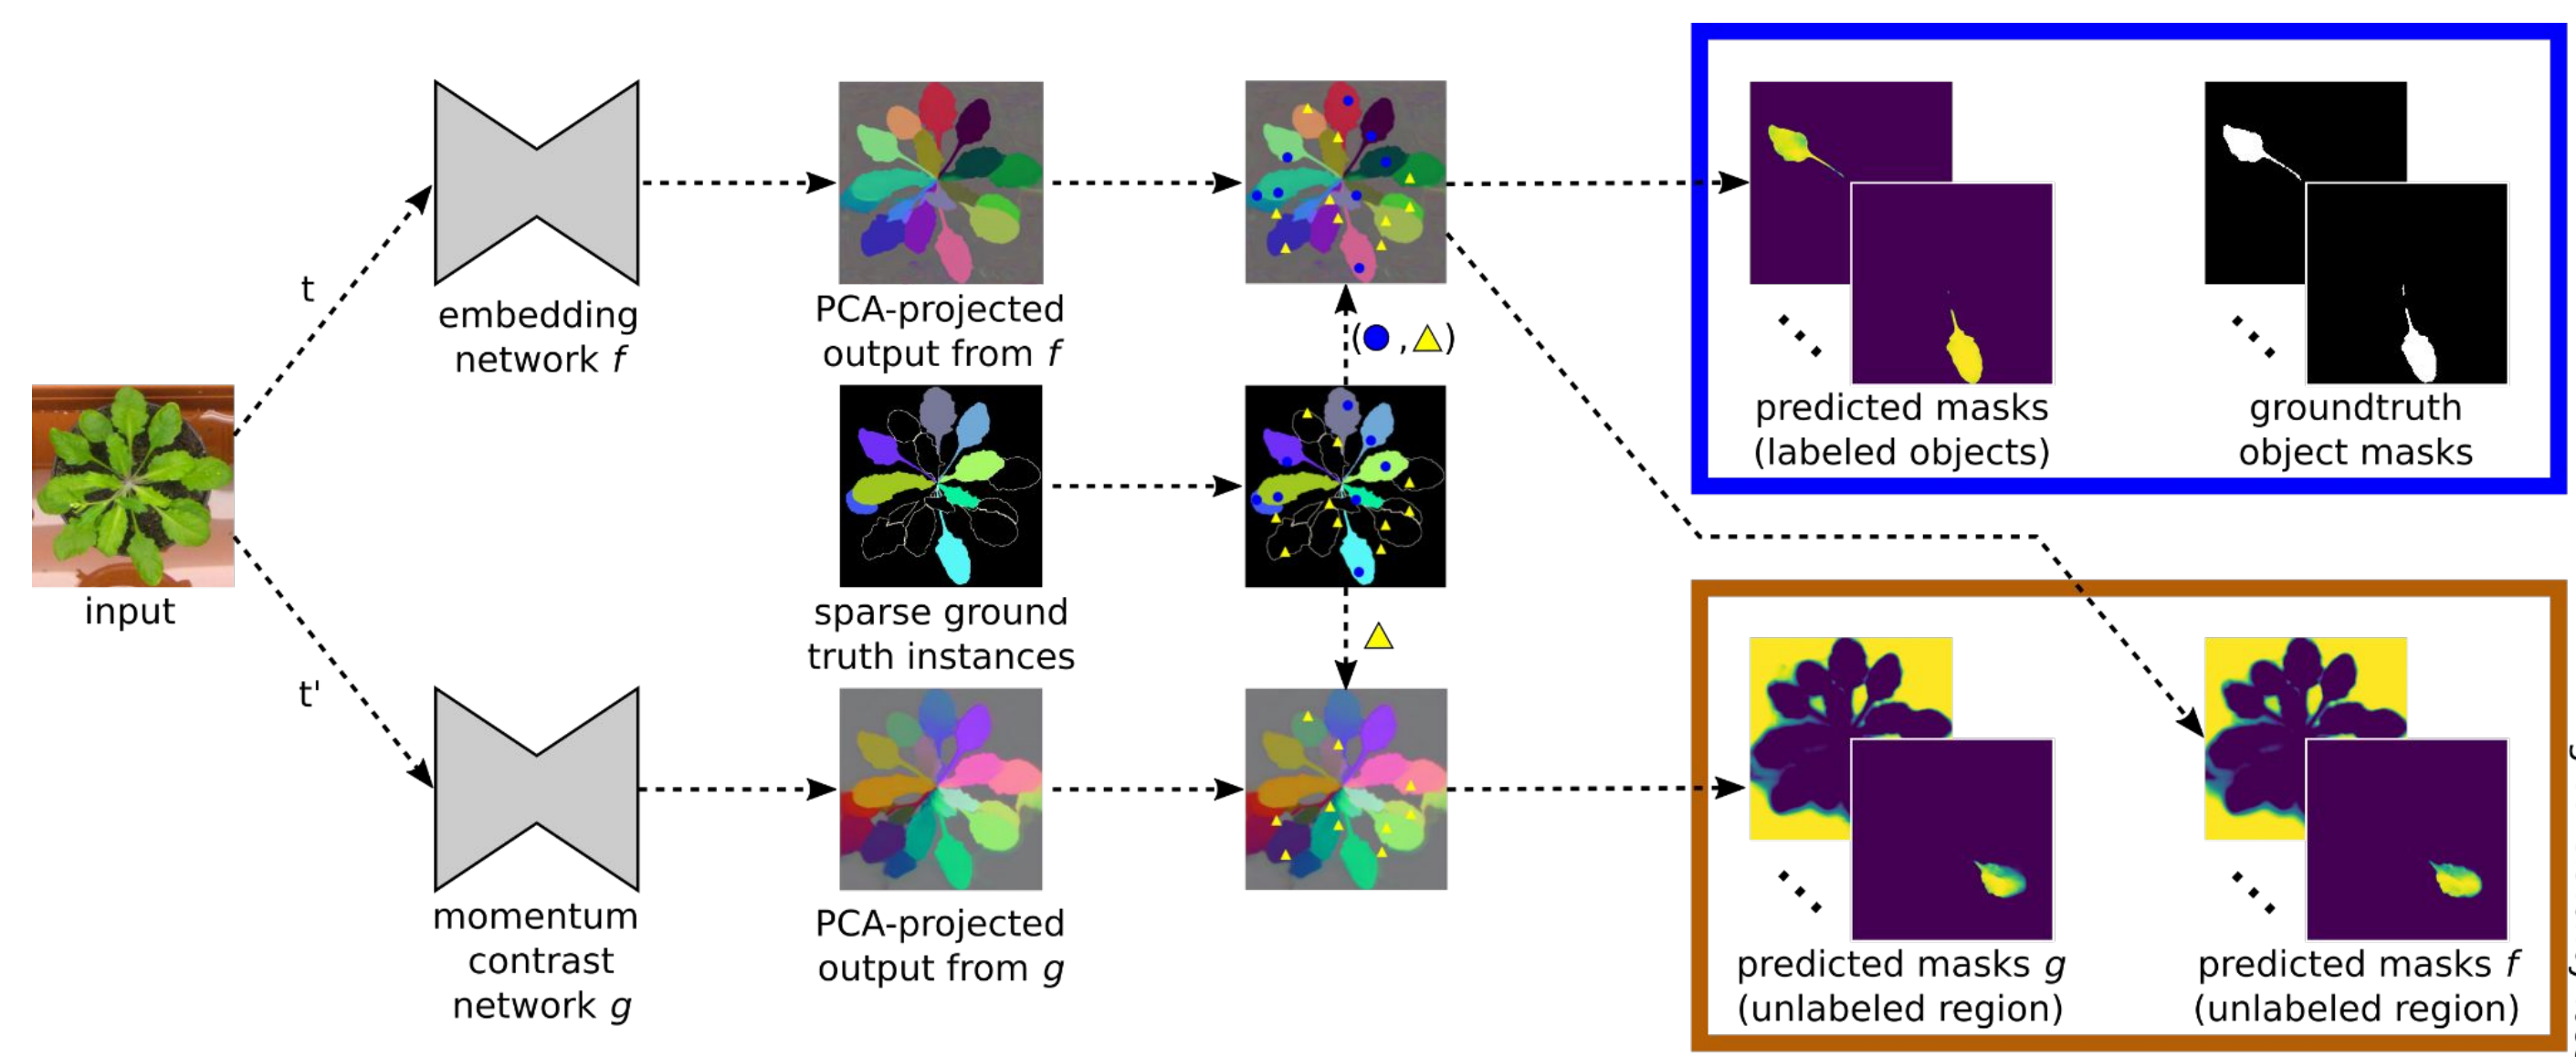 t
embedding
network f
PCA-projected
output from f
( , )
predicted masks
(labeled objects)
groundtruth
object masks
input
sparse ground
truth instances
t'
momentum
contrast
network g
PCA-projected
output from g
predicted masks g
(unlabeled region)
predicted masks f
(unlabeled region)